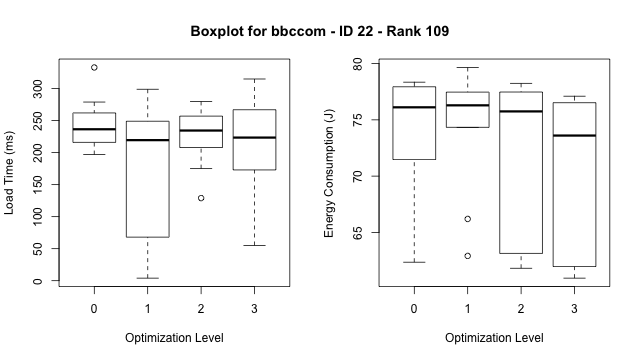 Boxplot for bbccom - ID 22 - Rank 109
Load Time (ms)
300
250
200
150
100
50
0
0 1 2 3
Optimization Level
Energy Consumption (J)
80
75
70
65
0 1 2 3
Optimization Level